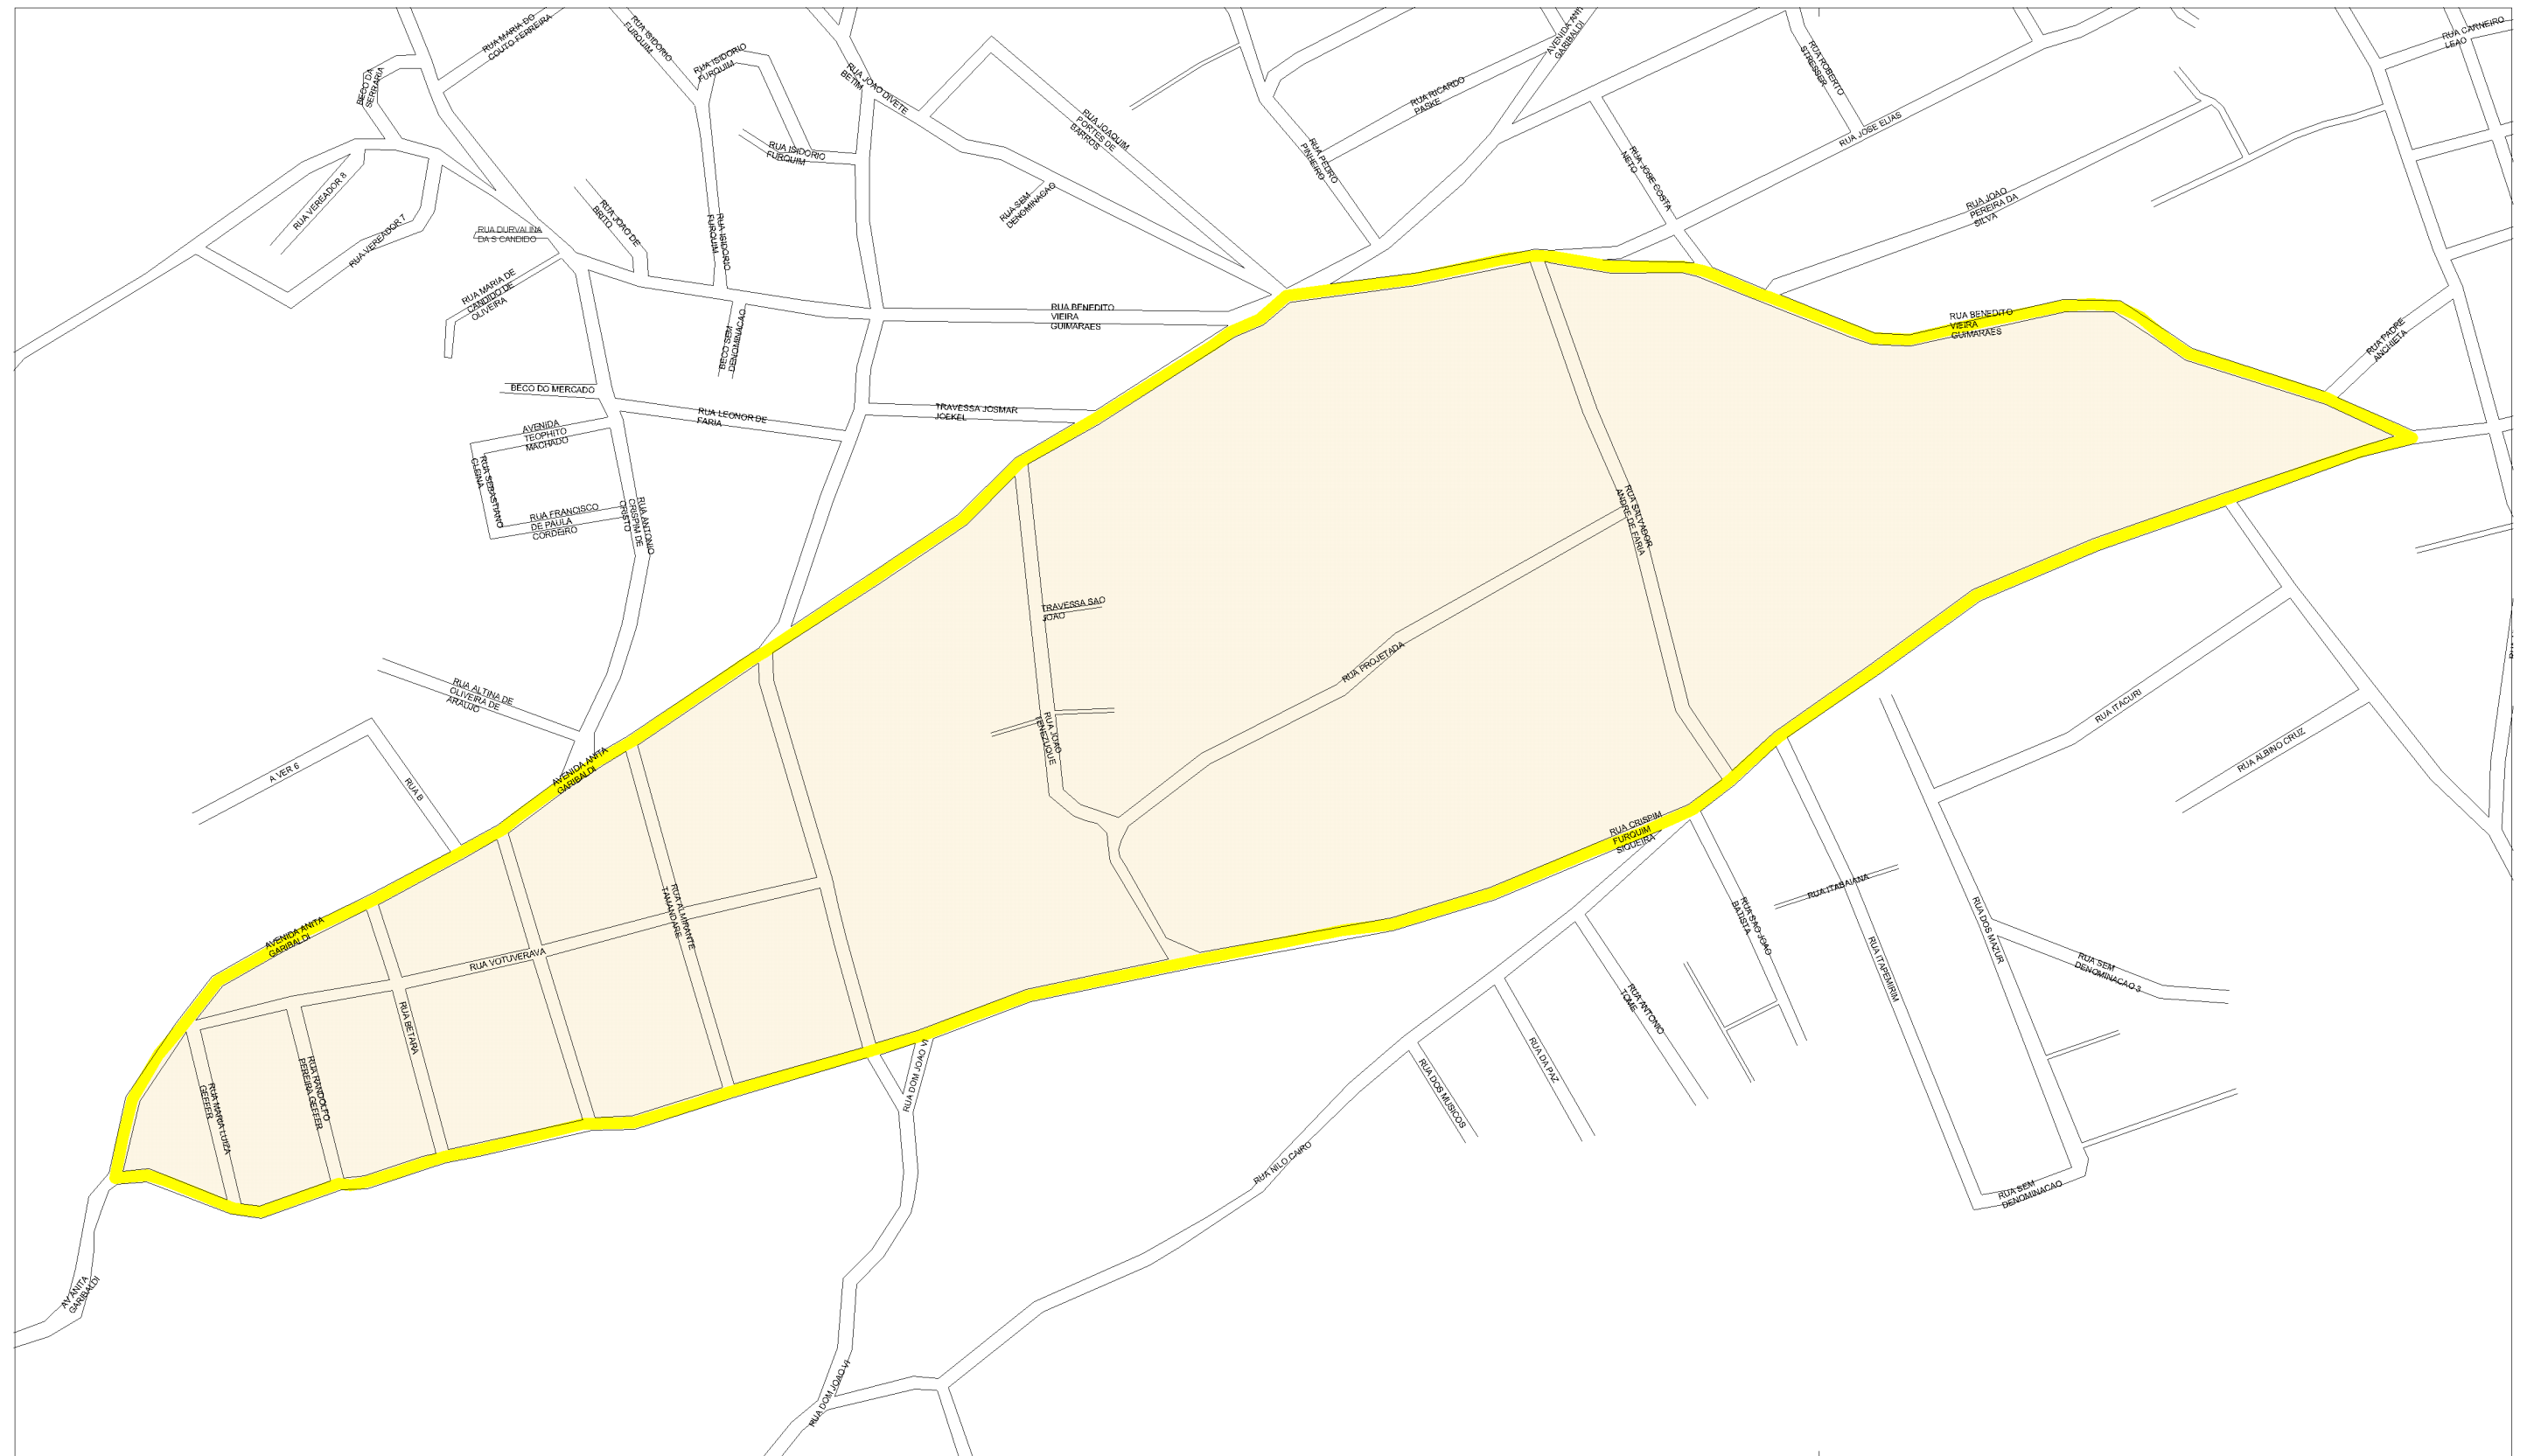 RUA MARIA DO
COUTO FERREIRA
RUA ISIDORIO
FURQUIM
RUA ISIDORIO
FURQUIM
BECO DA
SERRARIA
RUA JOAO DIVETE
BETIM
RUA JOAQUIM
PORTES DE
BARROS
RUA RICARDO
PASKE
GARIBALDI
RUA ROBERTO
STRESSER
RUA CARNEIRO
LEAO
RUA JOSE ELIAS
RUA PEDRO
PINHEIRO
RUA JOSE COSTA
NETO
RUA ISIDORIO
FURQUIM
RUA VEREADOR 8
RUA VEREADOR 7
RUA DURVALINA
DA S CANDIDO
RUA JOAO DE
BRITO
RUA ISIDORIO
FURQUIM
RUA SEM
DENOMINACAO
RUA JOAO
PEREIRA DA
SILVA
RUA MARIA DE
CANDIDO DE
OLIVEIRA
BECO SEM
DENOMINACAO
RUA BENEDITO
VIEIRA
GUIMARAES
RUA BENEDITO
VIEIRA
GUIMARAES
RUA PADRE
ANCHIETA
BECO DO MERCADO
RUA LEONOR DE
FARIA
TRAVESSA JOSMAR
JOEKEL
AVENIDA
TEOPHITO
MACHADO
RUA SEBASTIANO
GLEINA
RUA FRANCISCO
DE PAULA
CORDEIRO
RUA ANTONIO
CRISPIM DE
CRISTO
RUA SALVADOR
ANDRE DE FARIA
TRAVESSA SAO
JOAO
RUA PROJETADA
RUA ALTINA DE
OLIVEIRA DE
ARAUJO
RUA JOAO
TENEZUQUE
RUA ITACURI
RUA ALBINO CRUZ
A VER 6
RUA B
AVENIDA ANITA
GARIBALDI
RUA CRISPIM
FURQUIM
SIQUEIRA
RUA ITABAIANA
RUA ALMIRANTE
TAMANDARE
AVENIDA ANITA
GARIBALDI
RUA VOTUVERAVA
RUA SAO JOAO
BATISTA
RUA ITAPEMIRIM
RUA DOS MAZUR
RUA SEM
DENOMINACAO 3
RUA ANTONIO
TOME
RUA BETARA
RUA RANDOLFO
PEREIRA GEFFER
RUA MARIA LUIZA
GEFFER
RUA DOM JOAO VI
RUA DA PAZ
RUA DOS MUSICOS
RUA NILO CAIRO
RUA SEM
DENOMINACAO
AV ANITA
GARIBALDI
RUA DOM JOAO VI